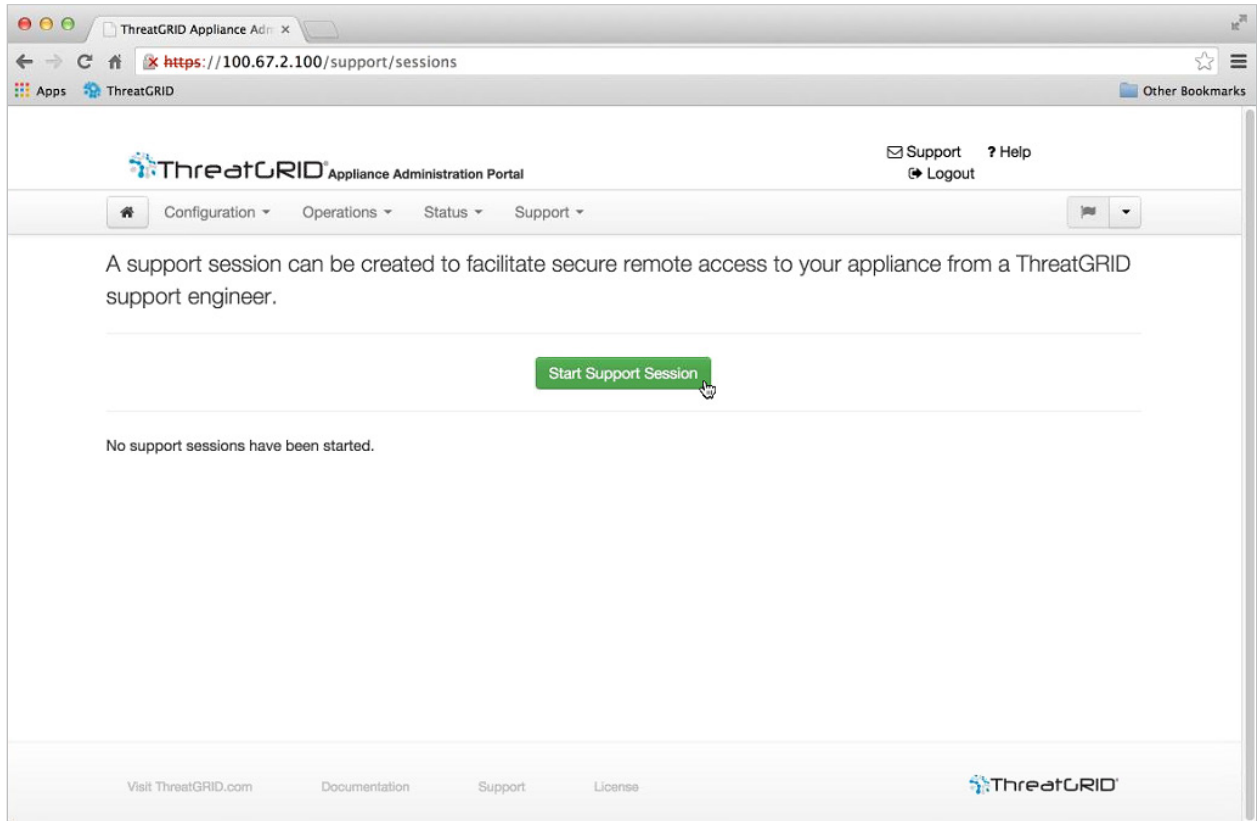 ThreatGRID Appliance Adm
https://100.67.2.100/support/sessions
Apps ThreatGRID Other Bookmarks
ThreatGRID® Appliance Administration Portal
Support ? Help
Logout
Configuration Operations Status Support
A support session can be created to facilitate secure remote access to your appliance from a ThreatGRID
support engineer.
Start Support Session
No support sessions have been started.
Visit ThreatGRID.com Documentation Support License ThreatGRID®